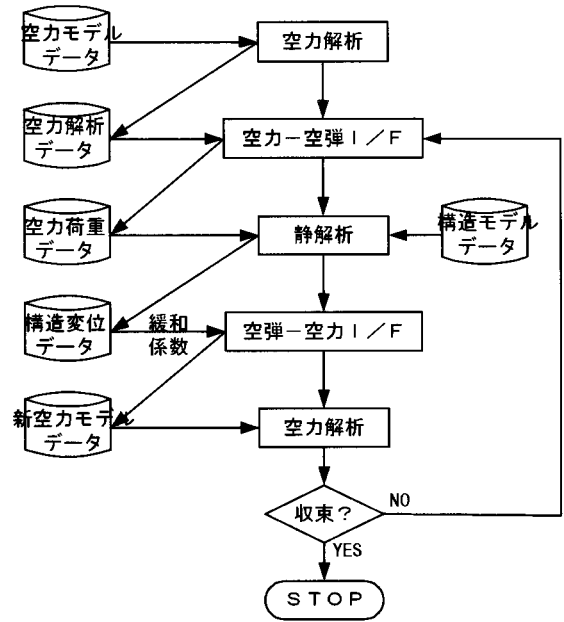 空力モデル
データ
空力解析
空力解析
データ
空力－空弾Ｉ／Ｆ
空力荷重
データ
静解析
構造モデル
データ
構造変位
データ
緩和
係数
空弾－空力Ｉ／Ｆ
新空力モデル
データ
空力解析
収束？
NO
YES
ＳＴＯＰ